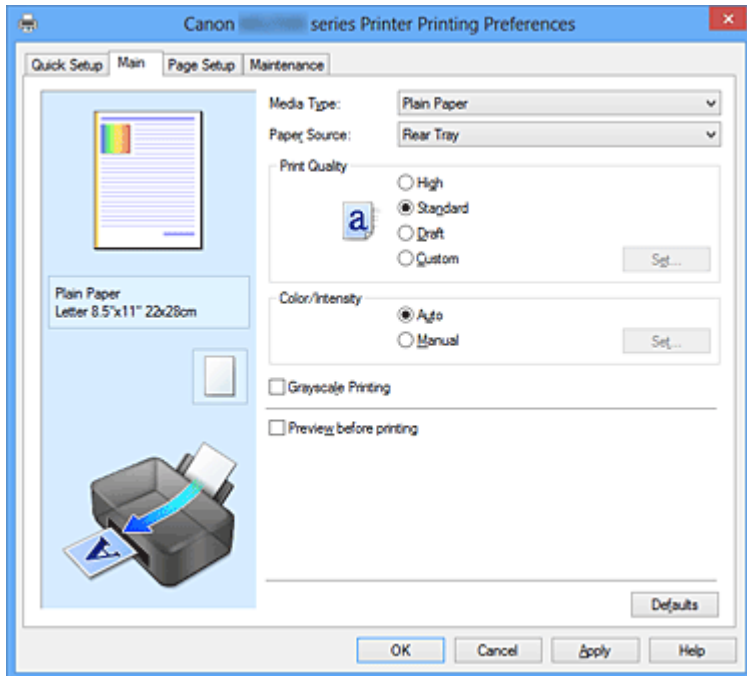 Canon series Printer Printing Preferences
Quick Setup Main Page Setup Maintenance
Media Type: Plain Paper
Paper Source: Rear Tray
Print Quality
High
a Standard
Draft
Custom Set...
Plain Paper
Letter 8.5"x11" 22x28cm
Color/Intensity
Auto
Manual Set...
Grayscale Printing
Preview before printing
A
Defaults
OK Cancel Apply Help